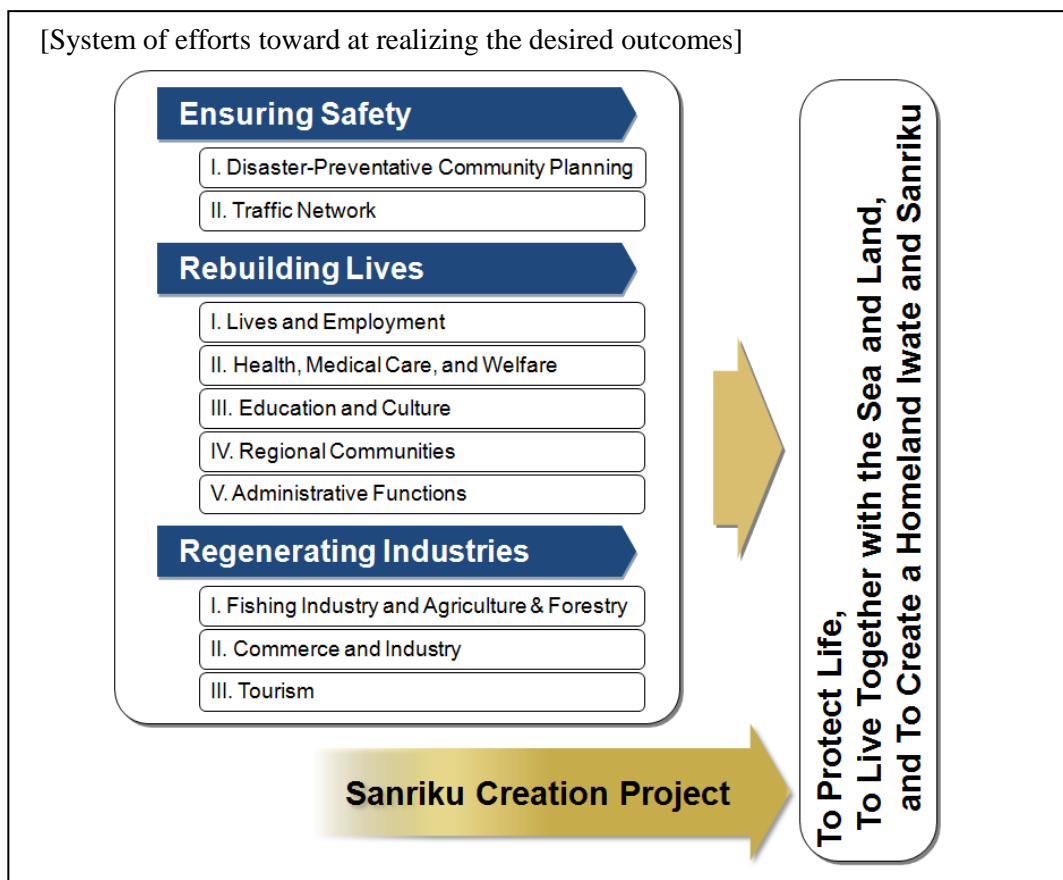 [System of efforts toward at realizing the desired outcomes]
Ensuring Safety
I. Disaster-Preventative Community Planning
II. Traffic Network
Rebuilding Lives
I. Lives and Employment
II. Health, Medical Care, and Welfare
III. Education and Culture
IV. Regional Communities
V. Administrative Functions
Regenerating Industries
I. Fishing Industry and Agriculture & Forestry
II. Commerce and Industry
III. Tourism
Sanriku Creation Project
To Protect Life,
To Live Together with the Sea and Land,
and To Create a Homeland Iwate and Sanriku